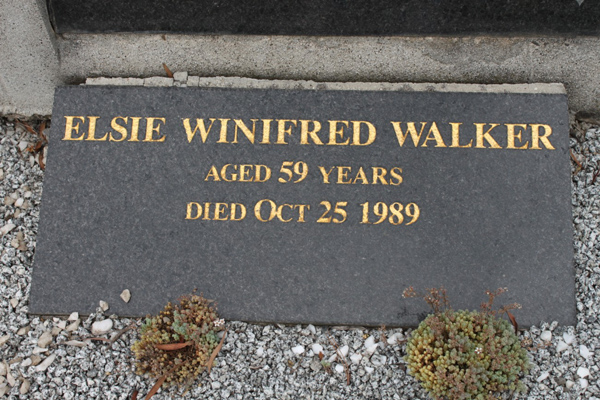 ELSIE WINIFRED WALKER
AGED 59 YEARS
DIED OCT 25 1989